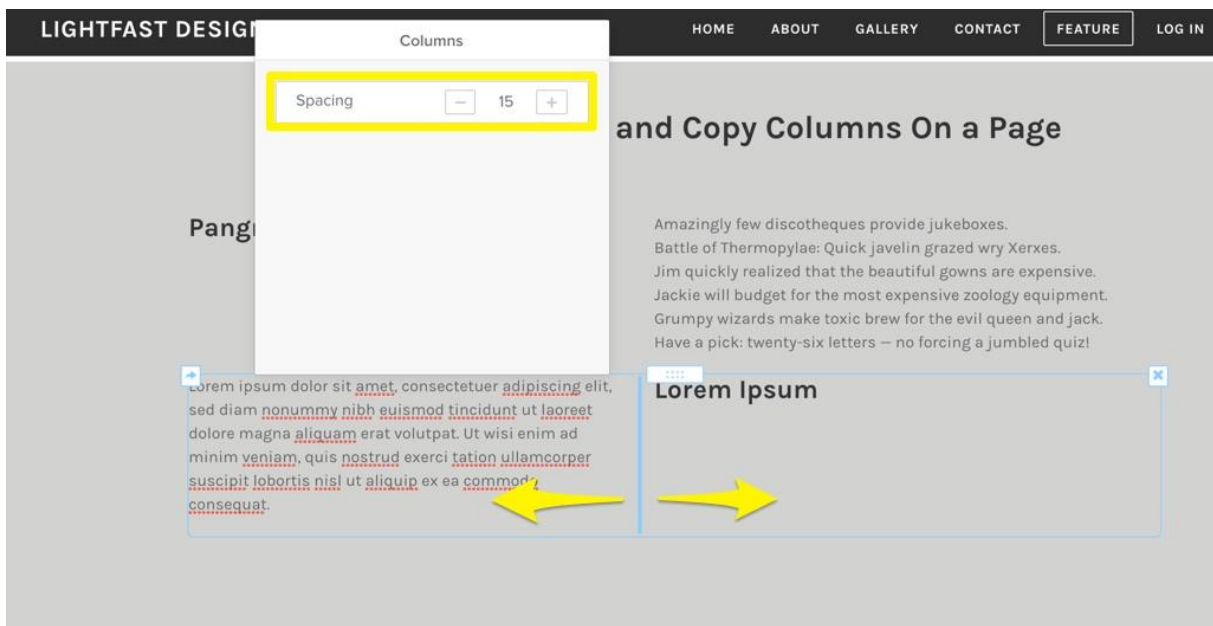 LIGHTFAST DESIGN
HOME ABOUT GALLERY CONTACT FEATURE LOG IN
Columns
Spacing − 15 +
and Copy Columns On a Page
Amazingly few discotheques provide jukeboxes.
Battle of Thermopylae: Quick javelin grazed wry Xerxes.
Jim quickly realized that the beautiful gowns are expensive.
Jackie will budget for the most expensive zoology equipment.
Grumpy wizards make toxic brew for the evil queen and jack.
Have a pick: twenty-six letters — no forcing a jumbled quiz!
Lorem ipsum dolor sit amet, consectetuer adipiscing elit,
sed diam nonummy nibh euismod tincidunt ut laoreet
dolore magna aliquam erat volutpat. Ut wisi enim ad
minim veniam, quis nostrud exerci tation ullamcorper
suscipit lobortis nisl ut aliquip ex ea commodo
consequat.
Lorem Ipsum